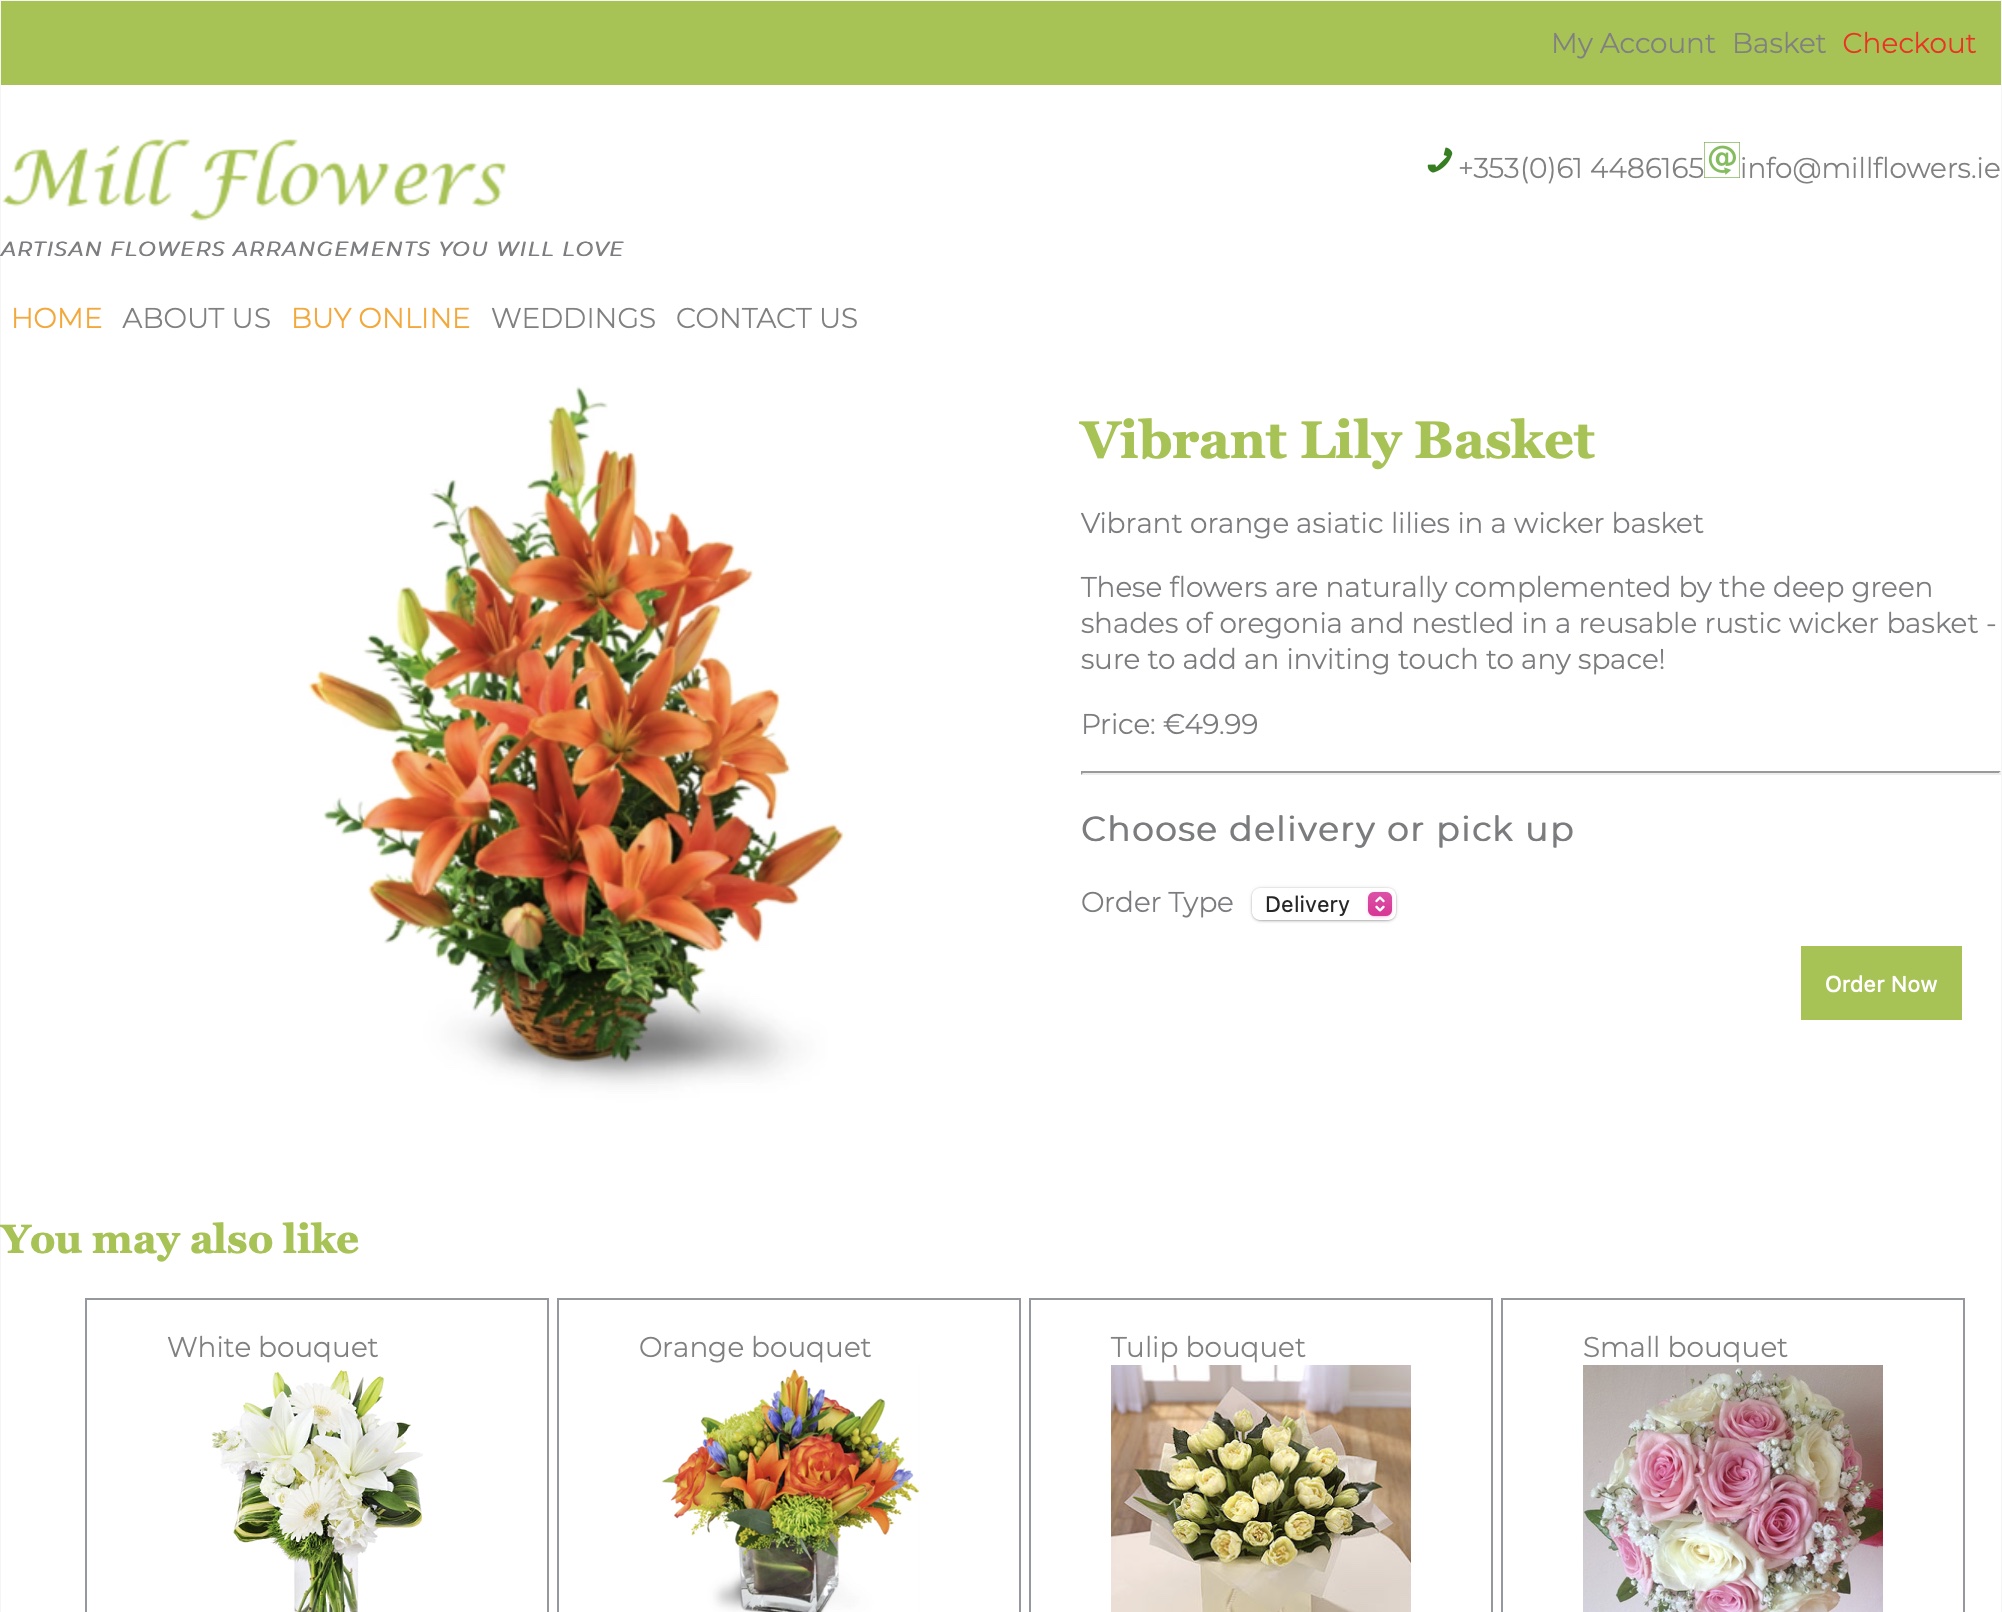 My Account Basket Checkout
Mill Flowers
+353(0)61 4486165 @ info@millflowers.ie
ARTISAN FLOWERS ARRANGEMENTS YOU WILL LOVE
HOME ABOUT US BUY ONLINE WEDDINGS CONTACT US
Vibrant Lily Basket
Vibrant orange asiatic lilies in a wicker basket
These flowers are naturally complemented by the deep green
shades of oregonia and nestled in a reusable rustic wicker basket -
sure to add an inviting touch to any space!
Price: €49.99
Choose delivery or pick up
Order Type Delivery
Order Now
You may also like
White bouquet
Orange bouquet
Tulip bouquet
Small bouquet